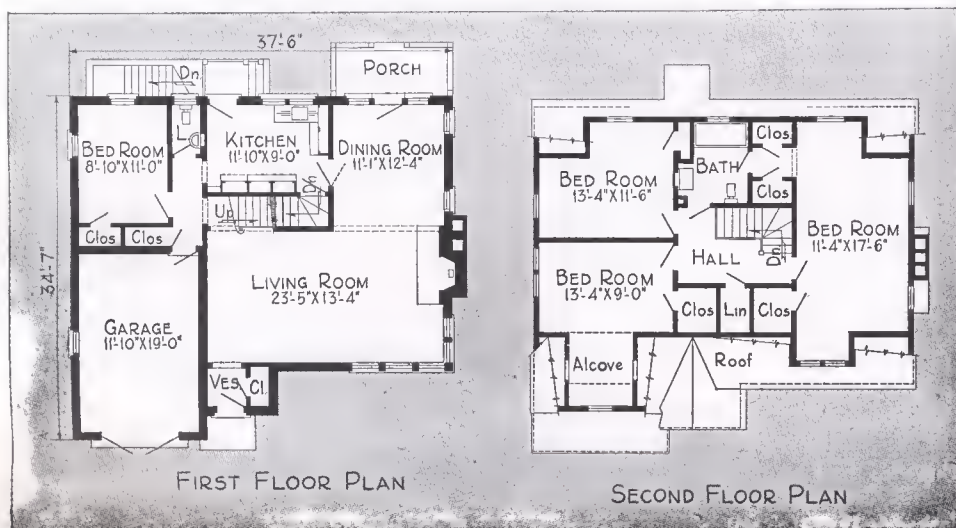 37'-6"
Dn.
PORCH
BED ROOM
8'-10"X11'-0"
L
KITCHEN
11'-10"X9'-0"
DINING ROOM
11'-1"X12'-4"
Dn
Up
Clos
Clos
34'-7"
LIVING ROOM
23'-5"X13'-4"
GARAGE
11'-10"X19'-0"
Ves.
Cl.
FIRST FLOOR PLAN
Clos
BATH
BED ROOM
13'-4"X11'-6"
Clos
BED ROOM
11'-4"X17'-6"
HALL
Dn
BED ROOM
13'-4"X9'-0"
Clos
Lin
Clos
Alcove
Roof
SECOND FLOOR PLAN